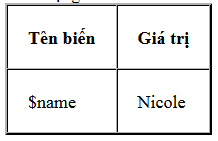 Tên biến Giá trị
$name Nicole